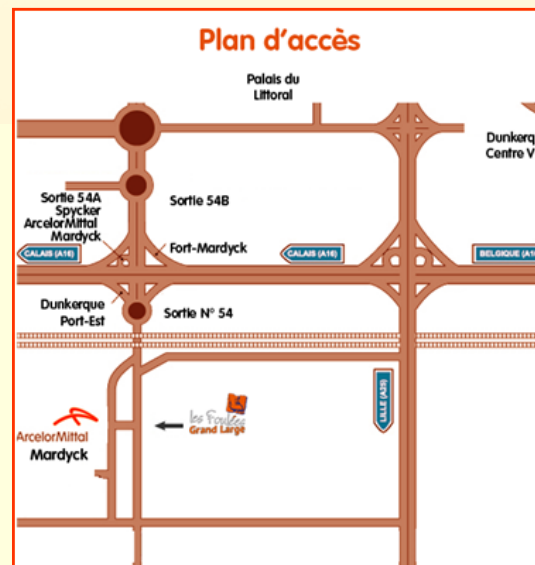 Plan d'accès
Palais du
Littoral
Dunkerq
Centre V
Sortie 54A
Spycker
ArcelorMittal
Mardyck
Sortie 54B
Fort-Mardyck
CALAIS (A16)
CALAIS (A16)
BELGIQUE (A16
Dunkerque
Port-Est
Sortie N° 54
LILLE (A25)
les Foulées
Grand Large
ArcelorMittal
Mardyck